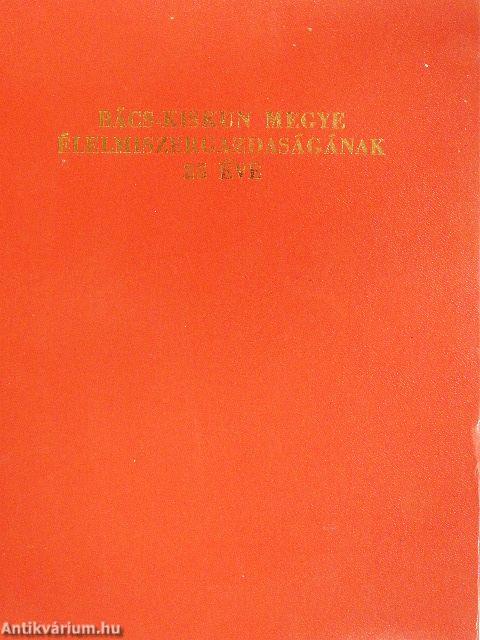 BÁCS-KISKUN MEGYE
ÉLELMISZERGAZDASÁGÁNAK
ÉVE
Antikvárium.hu